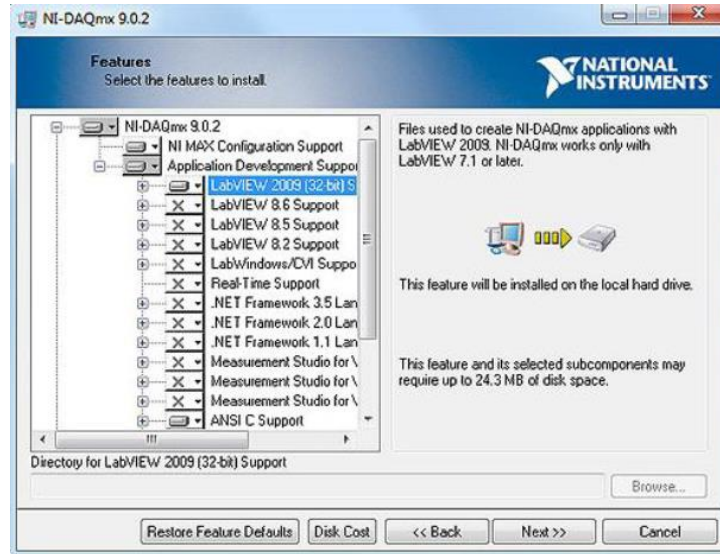 NI-DAQmx 9.0.2
Features
Select the features to install.
NATIONAL
INSTRUMENTS
NI-DAQmx 9.0.2
NI MAX Configuration Support
Application Development Suppor
LabVIEW 2009 (32-bit) S
LabVIEW 8.6 Support
LabVIEW 8.5 Support
LabVIEW 8.2 Support
LabWindows/CVI Suppo
Real-Time Support
.NET Framework 3.5 Lan
.NET Framework 2.0 Lan
.NET Framework 1.1 Lan
Measurement Studio for \
Measurement Studio for \
Measurement Studio for \
ANSI C Support
Files used to create NI-DAQmx applications with
LabVIEW 2009. NI-DAQmx works only with
LabVIEW 7.1 or later.
This feature will be installed on the local hard drive.
This feature and its selected subcomponents may
require up to 24.3 MB of disk space.
Directory for LabVIEW 2009 (32-bit) Support
Browse...
Restore Feature Defaults Disk Cost << Back Next >> Cancel